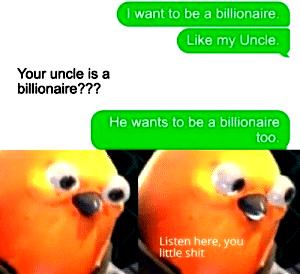 I want to be a billionaire.
Like my Uncle.
Your uncle is a
billionaire???
He wants to be a billionaire
too.
Listen here, you
little shit